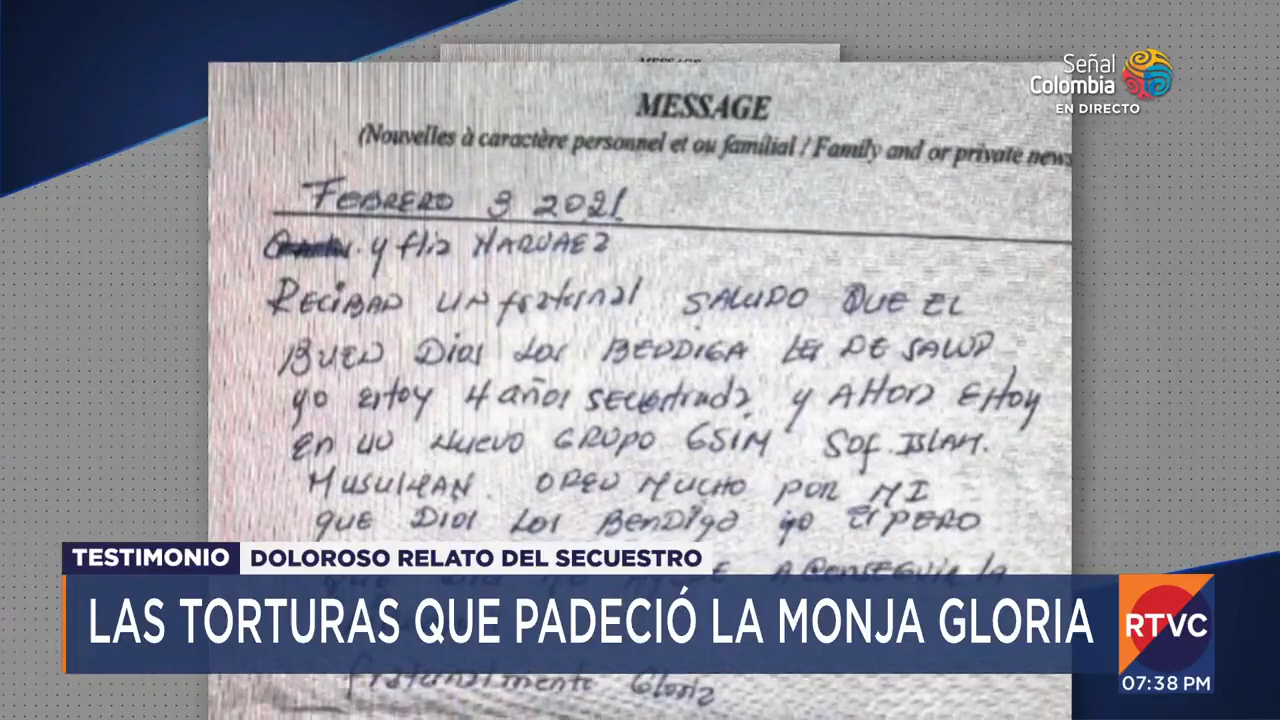 MESSAGE
Señal
Colombia
EN DIRECTO
MESSAGE
(Nouvelles à caractère personnel et ou familial / Family and or private news
FEBRERO 3 2021
y flia NARVAEZ
RECIBAN UN fraternal SALUDO QUE EL
BUEN DIOS LOS BENDIGA LES DE SALUD
yo estoy 4 años secuestrada y AHORA ESTOY
EN UN NUEVO GRUPO GSIM SOF. ISLAM.
MUSULMAN. OREN MUCHO POR MI
QUE DIOS LOS BENDIGA yo ESPERO
TESTIMONIO DOLOROSO RELATO DEL SECUESTRO
A CONSEGUIR la
LAS TORTURAS QUE PADECIÓ LA MONJA GLORIA
RTVC
fraternalmente Gloria
07:38 PM